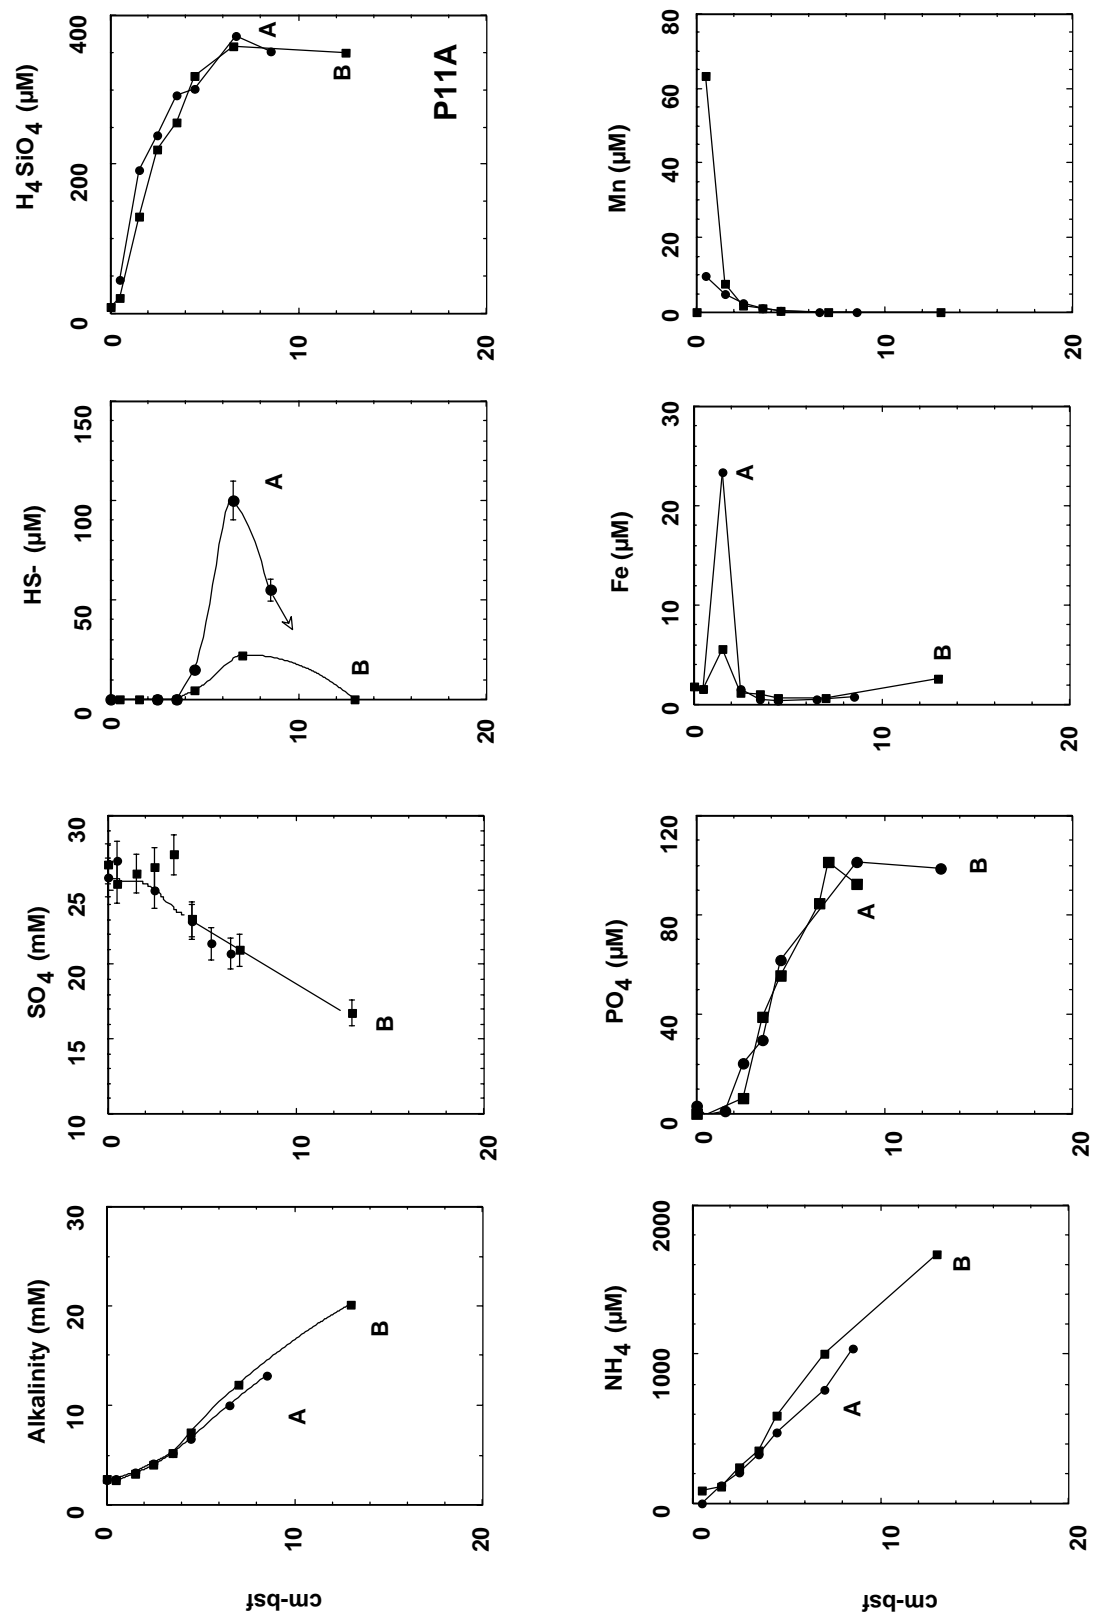 Alkalinity (mM)
0 10 20 30
0
10
20
cm-bsf
A
B
SO4 (mM)
10 15 20 25 30
0
10
20
B
HS- (µM)
0 50 100 150
0
10
20
A
B
H4SiO4 (µM)
0 200 400
0
10
20
A
B
P11A
NH4 (µM)
0 1000 2000
0
10
20
cm-bsf
A
B
PO4 (µM)
0 40 80 120
0
10
20
A
B
Fe (µM)
0 10 20 30
0
10
20
A
B
Mn (µM)
0 20 40 60 80
0
10
20